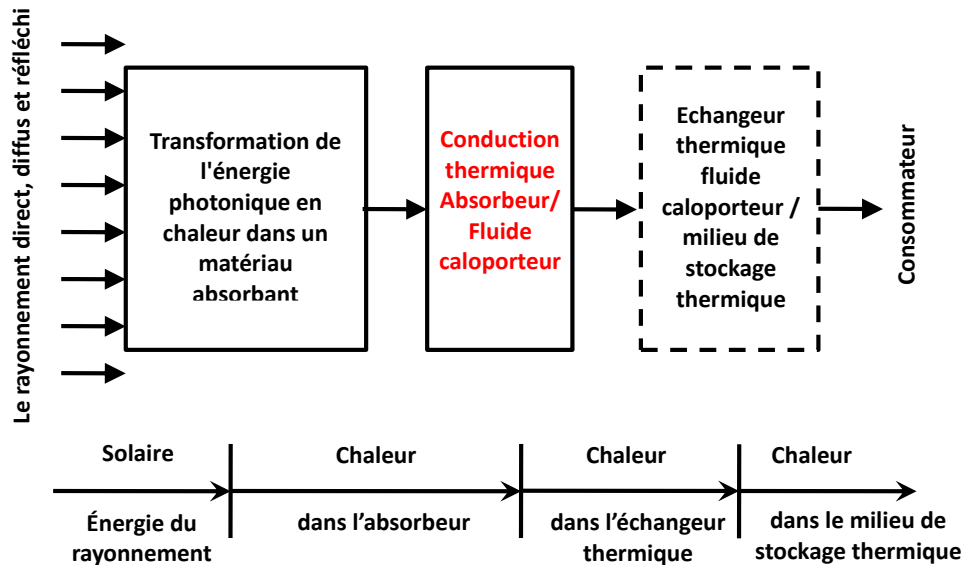 Le rayonnement direct, diffus et réfléchi
Transformation de
l'énergie
photonique en
chaleur dans un
matériau
absorbant
Conduction
thermique
Absorbeur/
Fluide
caloporteur
Echangeur
thermique
fluide
caloporteur /
milieu de
stockage
thermique
Consommateur
Solaire
Énergie du
rayonnement
Chaleur
dans l’absorbeur
Chaleur
dans l’échangeur
thermique
Chaleur
dans le milieu de
stockage thermique